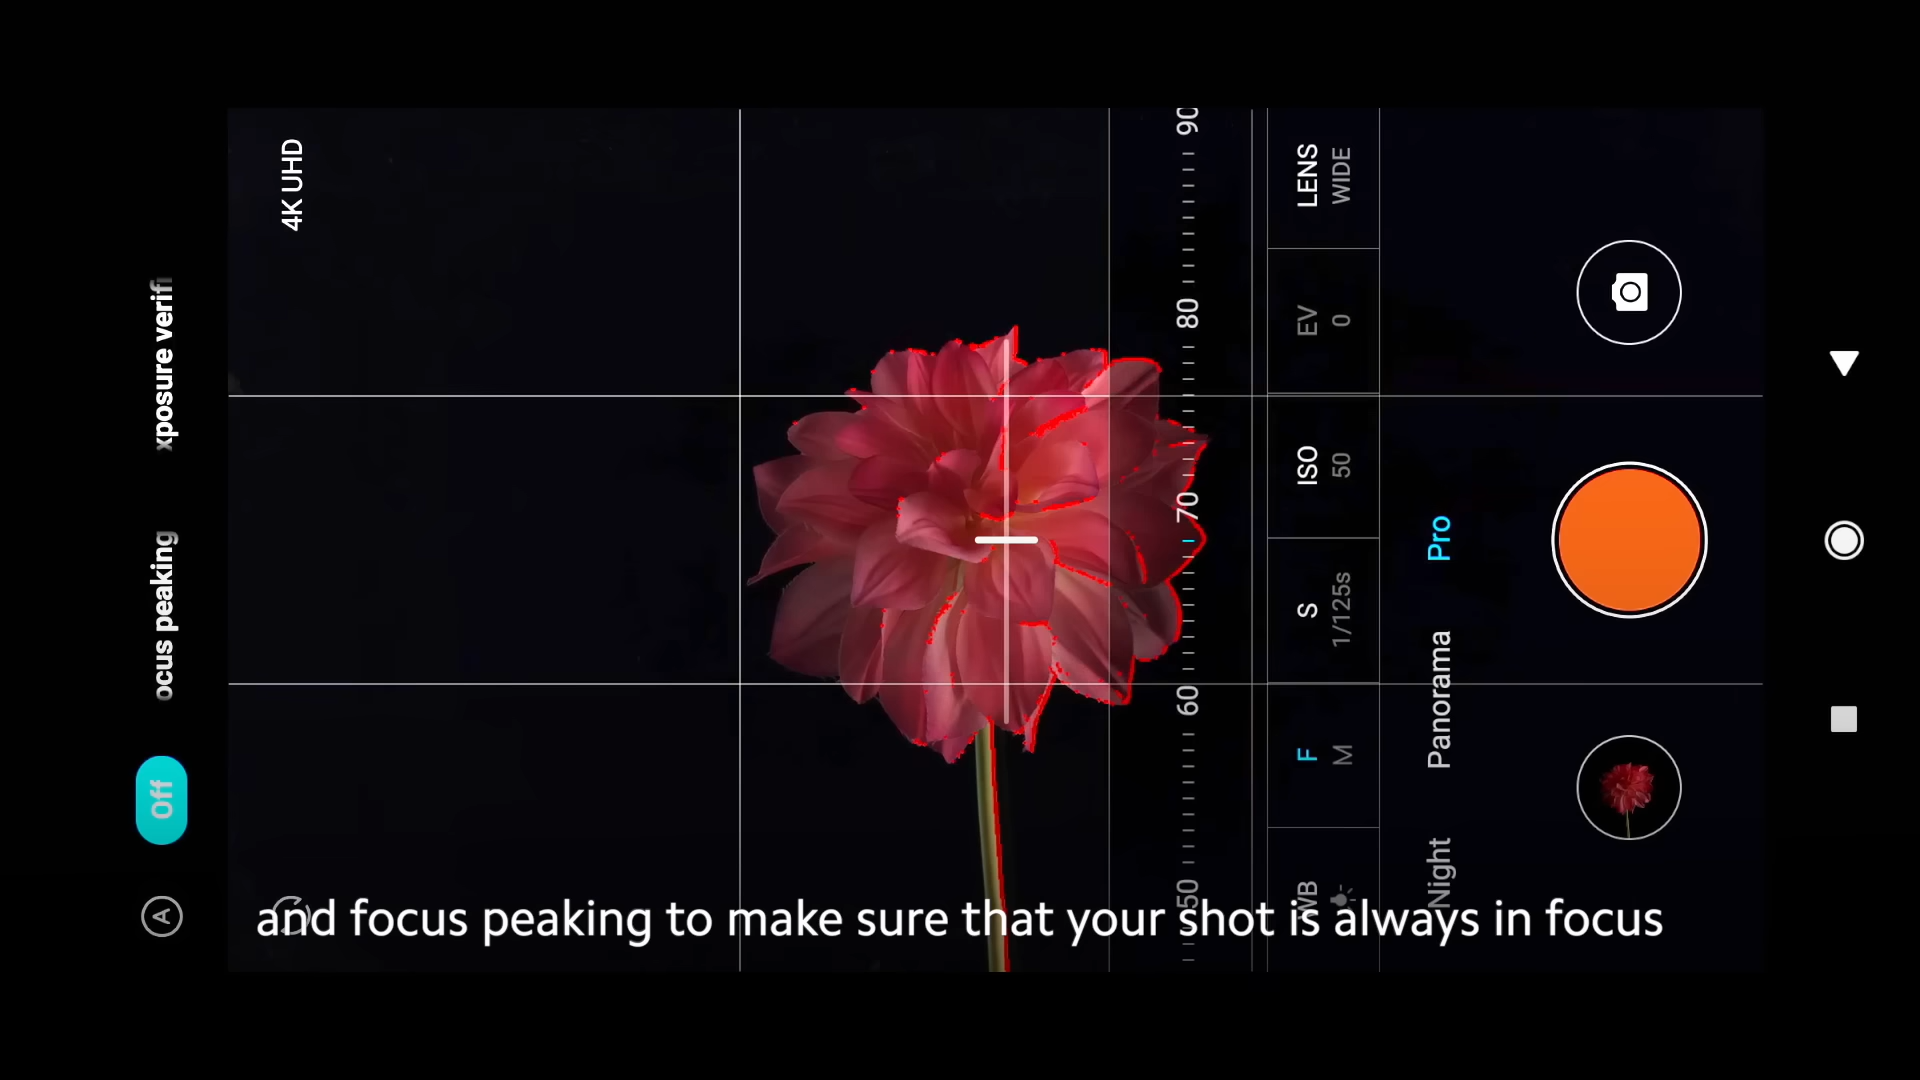 4K UHD
xposure verifi
ocus peaking
Off
A
90
80
70
60
50
LENS
WIDE
EV
0
ISO
50
S
1/125s
F
M
WB
Pro
Panorama
Night
and focus peaking to make sure that your shot is always in focus